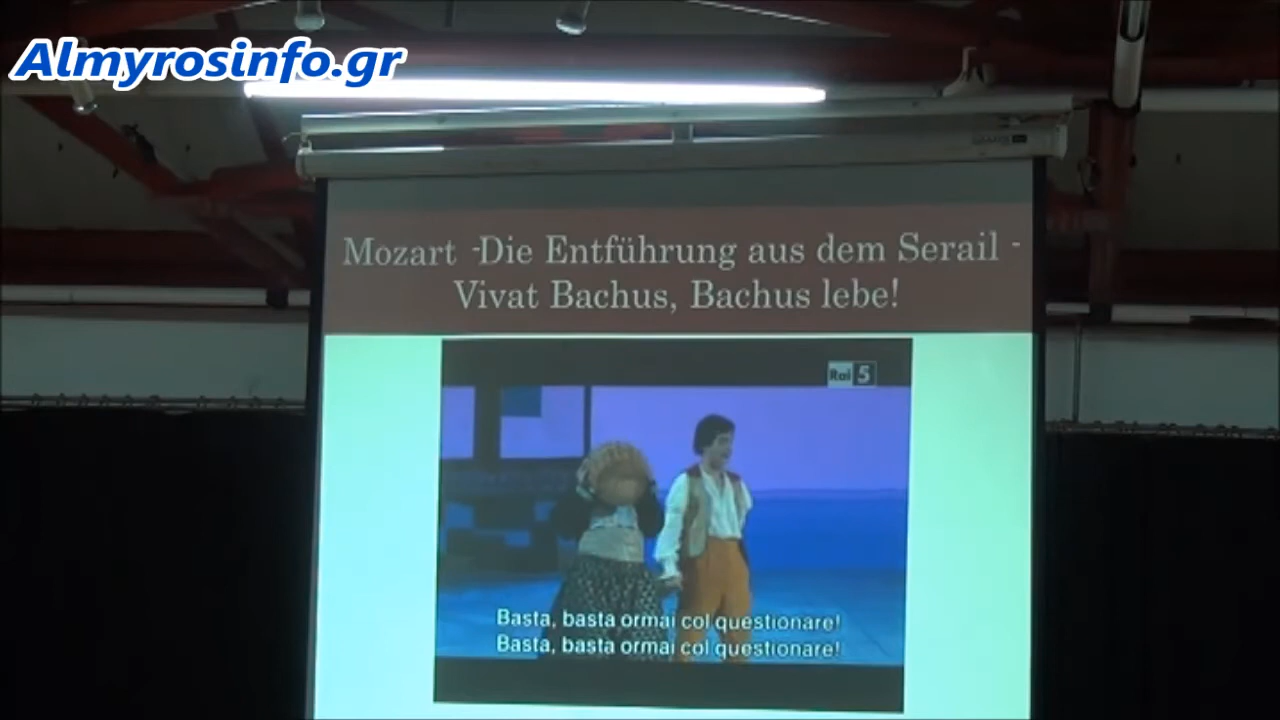 Almyrosinfo.gr
Mozart -Die Entführung aus dem Serail -
Vivat Bachus, Bachus lebe!
Rai 5
Basta, basta ormai col questionare!
Basta, basta ormai col questionare!